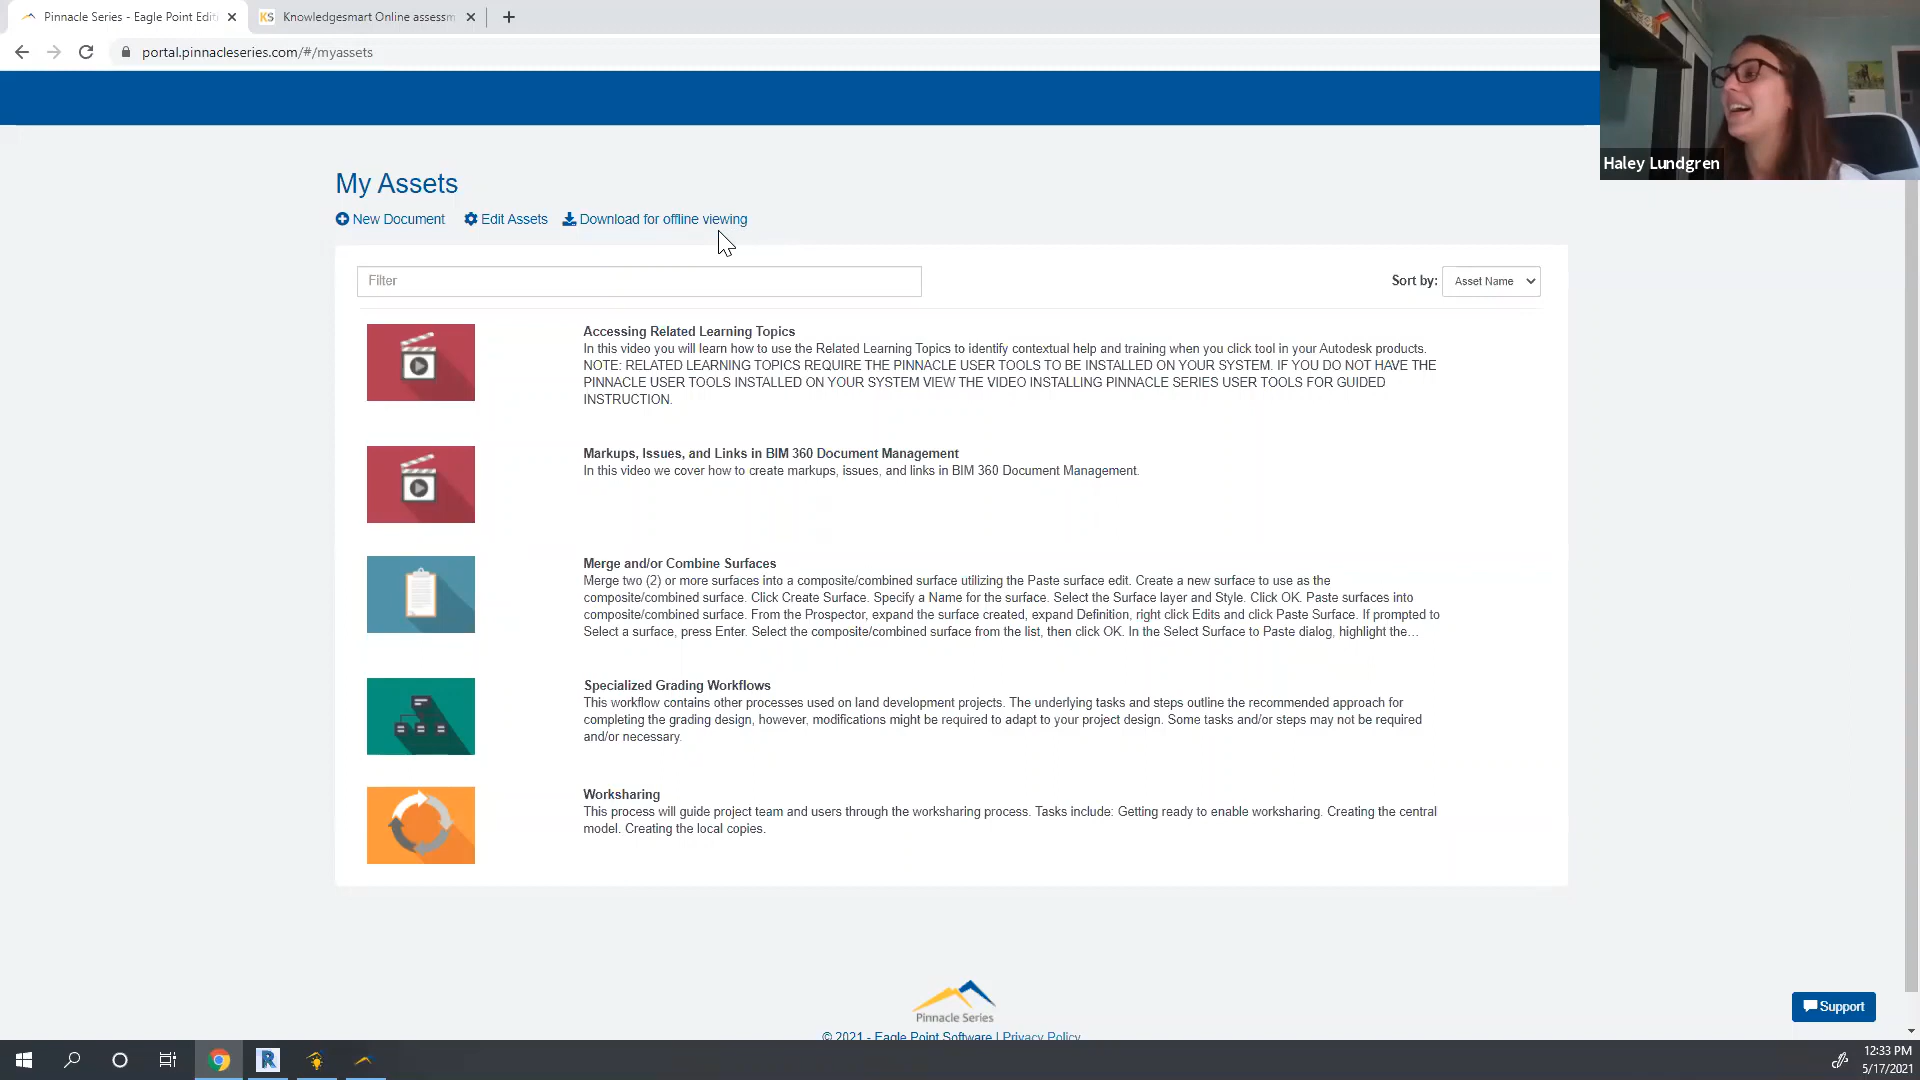 Pinnacle Series - Eagle Point Edit
KS Knowledgesmart Online assessm
portal.pinnacleseries.com/#/myassets
Haley Lundgren
My Assets
New Document Edit Assets Download for offline viewing
Filter
Sort by: Asset Name
Accessing Related Learning Topics
In this video you will learn how to use the Related Learning Topics to identify contextual help and training when you click tool in your Autodesk products.
NOTE: RELATED LEARNING TOPICS REQUIRE THE PINNACLE USER TOOLS TO BE INSTALLED ON YOUR SYSTEM. IF YOU DO NOT HAVE THE
PINNACLE USER TOOLS INSTALLED ON YOUR SYSTEM VIEW THE VIDEO INSTALLING PINNACLE SERIES USER TOOLS FOR GUIDED
INSTRUCTION.
Markups, Issues, and Links in BIM 360 Document Management
In this video we cover how to create markups, issues, and links in BIM 360 Document Management.
Merge and/or Combine Surfaces
Merge two (2) or more surfaces into a composite/combined surface utilizing the Paste surface edit. Create a new surface to use as the
composite/combined surface. Click Create Surface. Specify a Name for the surface. Select the Surface layer and Style. Click OK. Paste surfaces into
composite/combined surface. From the Prospector, expand the surface created, expand Definition, right click Edits and click Paste Surface. If prompted to
Select a surface, press Enter. Select the composite/combined surface from the list, then click OK. In the Select Surface to Paste dialog, highlight the...
Specialized Grading Workflows
This workflow contains other processes used on land development projects. The underlying tasks and steps outline the recommended approach for
completing the grading design, however, modifications might be required to adapt to your project design. Some tasks and/or steps may not be required
and/or necessary.
Worksharing
This process will guide project team and users through the worksharing process. Tasks include: Getting ready to enable worksharing. Creating the central
model. Creating the local copies.
Pinnacle Series
© 2021 - Eagle Point Software | Privacy Policy
Support
R
12:33 PM
5/17/2021